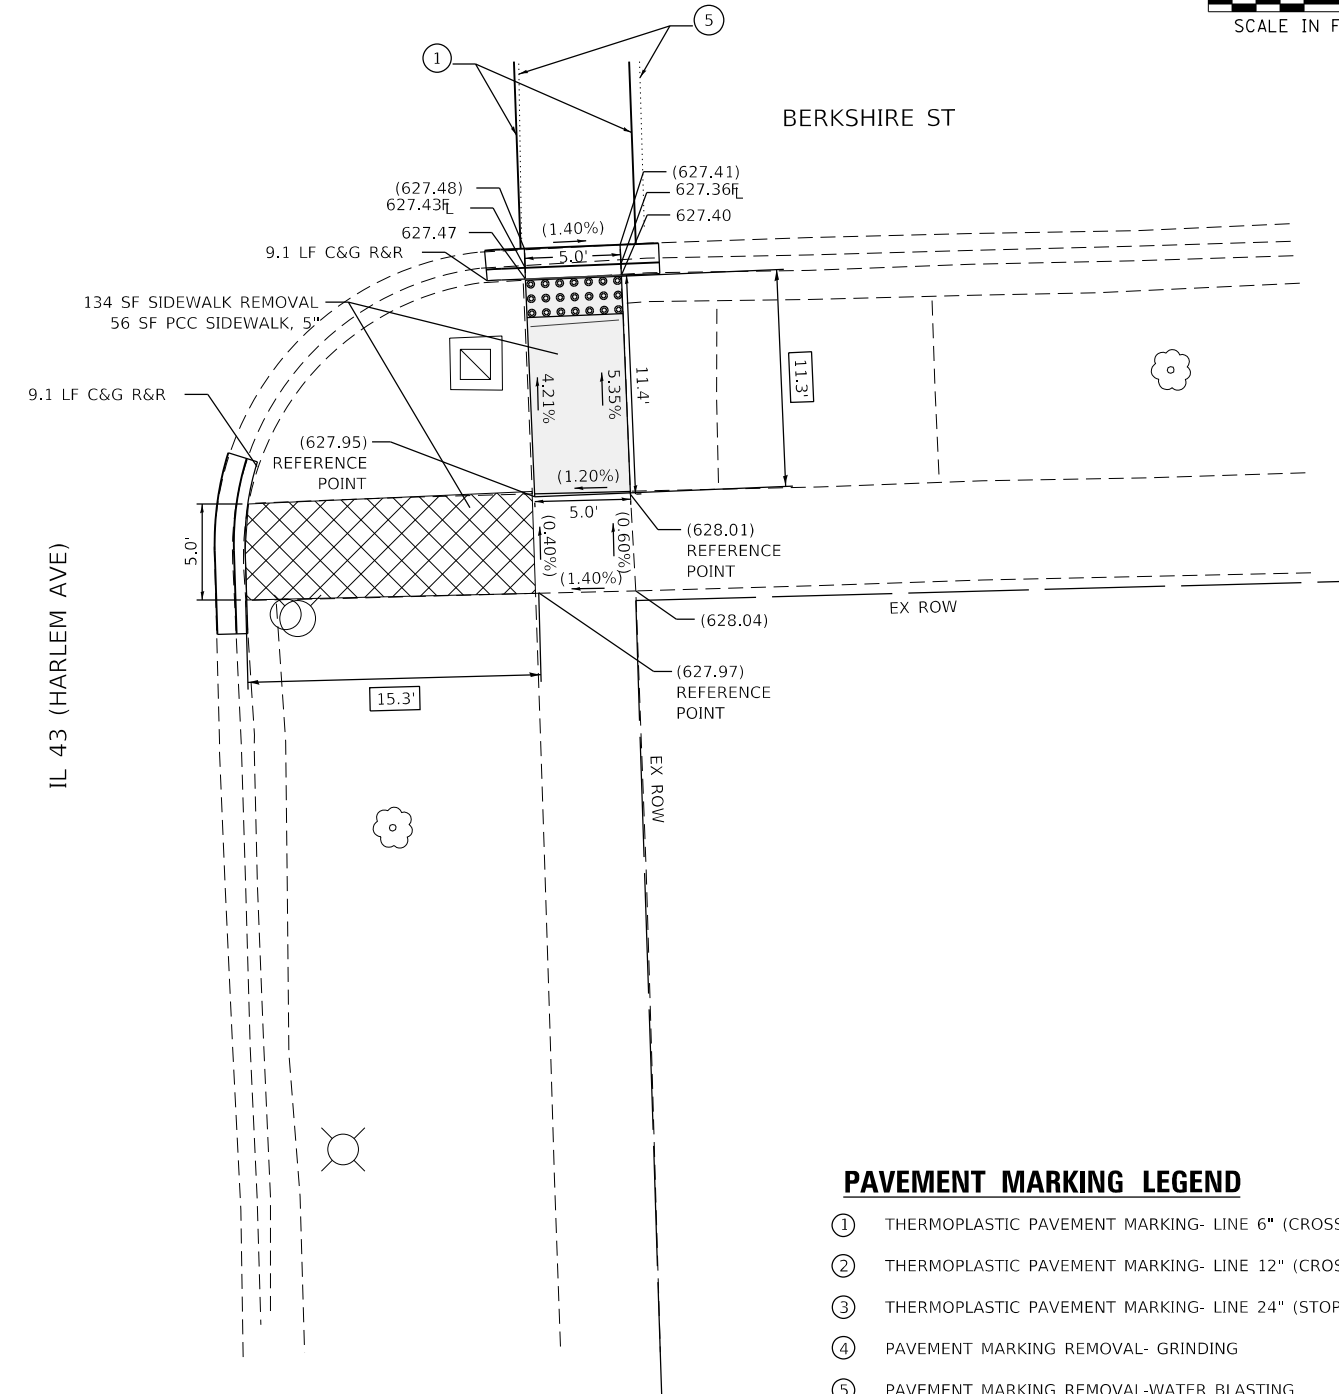 SCALE IN F
5
1
BERKSHIRE ST
(627.48)
627.43FL
627.47
(627.41)
627.36FL
627.40
(1.40%)
5.0'
9.1 LF C&G R&R
134 SF SIDEWALK REMOVAL
56 SF PCC SIDEWALK, 5"
9.1 LF C&G R&R
4.21%
5.35%
11.4'
11.3'
(627.95)
REFERENCE
POINT
(1.20%)
5.0'
(0.40%)
(0.60%)
(1.40%)
5.0'
(628.01)
REFERENCE
POINT
EX ROW
(628.04)
(627.97)
REFERENCE
POINT
15.3'
IL 43 (HARLEM AVE)
EX ROW
PAVEMENT MARKING LEGEND
1 THERMOPLASTIC PAVEMENT MARKING- LINE 6" (CROSS
2 THERMOPLASTIC PAVEMENT MARKING- LINE 12" (CROS
3 THERMOPLASTIC PAVEMENT MARKING- LINE 24" (STOP
4 PAVEMENT MARKING REMOVAL- GRINDING
5 PAVEMENT MARKING REMOVAL-WATER BLASTING